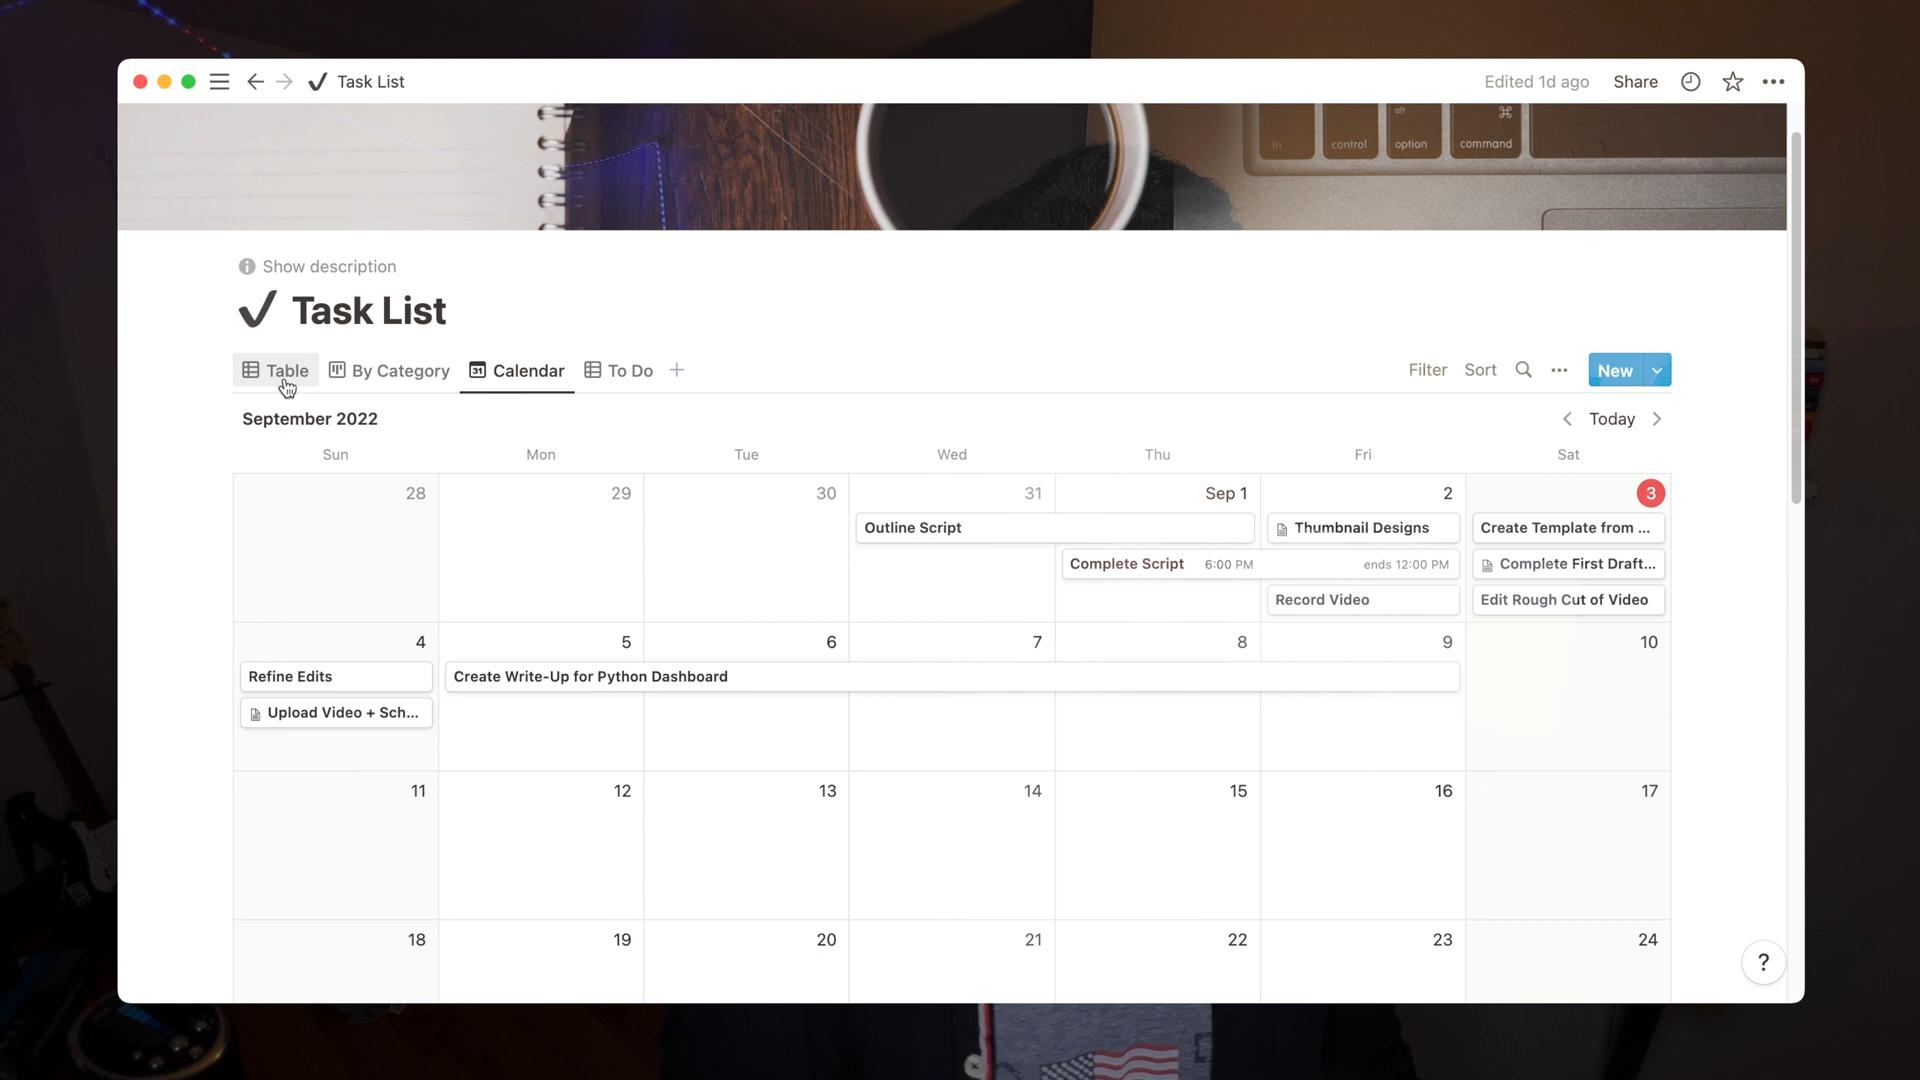 Task List
Edited 1d ago
Share
fn
control
alt
option
⌘
command
Show description
Task List
Table
By Category
31
Calendar
To Do
Filter
Sort
New
September 2022
Today
Sun
Mon
Tue
Wed
Thu
Fri
Sat
28
29
30
31
Sep 1
2
3
Outline Script
Thumbnail Designs
Create Template from ...
Complete Script 6:00 PM ends 12:00 PM
Complete First Draft...
Record Video
Edit Rough Cut of Video
4
5
6
7
8
9
10
Refine Edits
Create Write-Up for Python Dashboard
Upload Video + Sch...
11
12
13
14
15
16
17
18
19
20
21
22
23
24
?